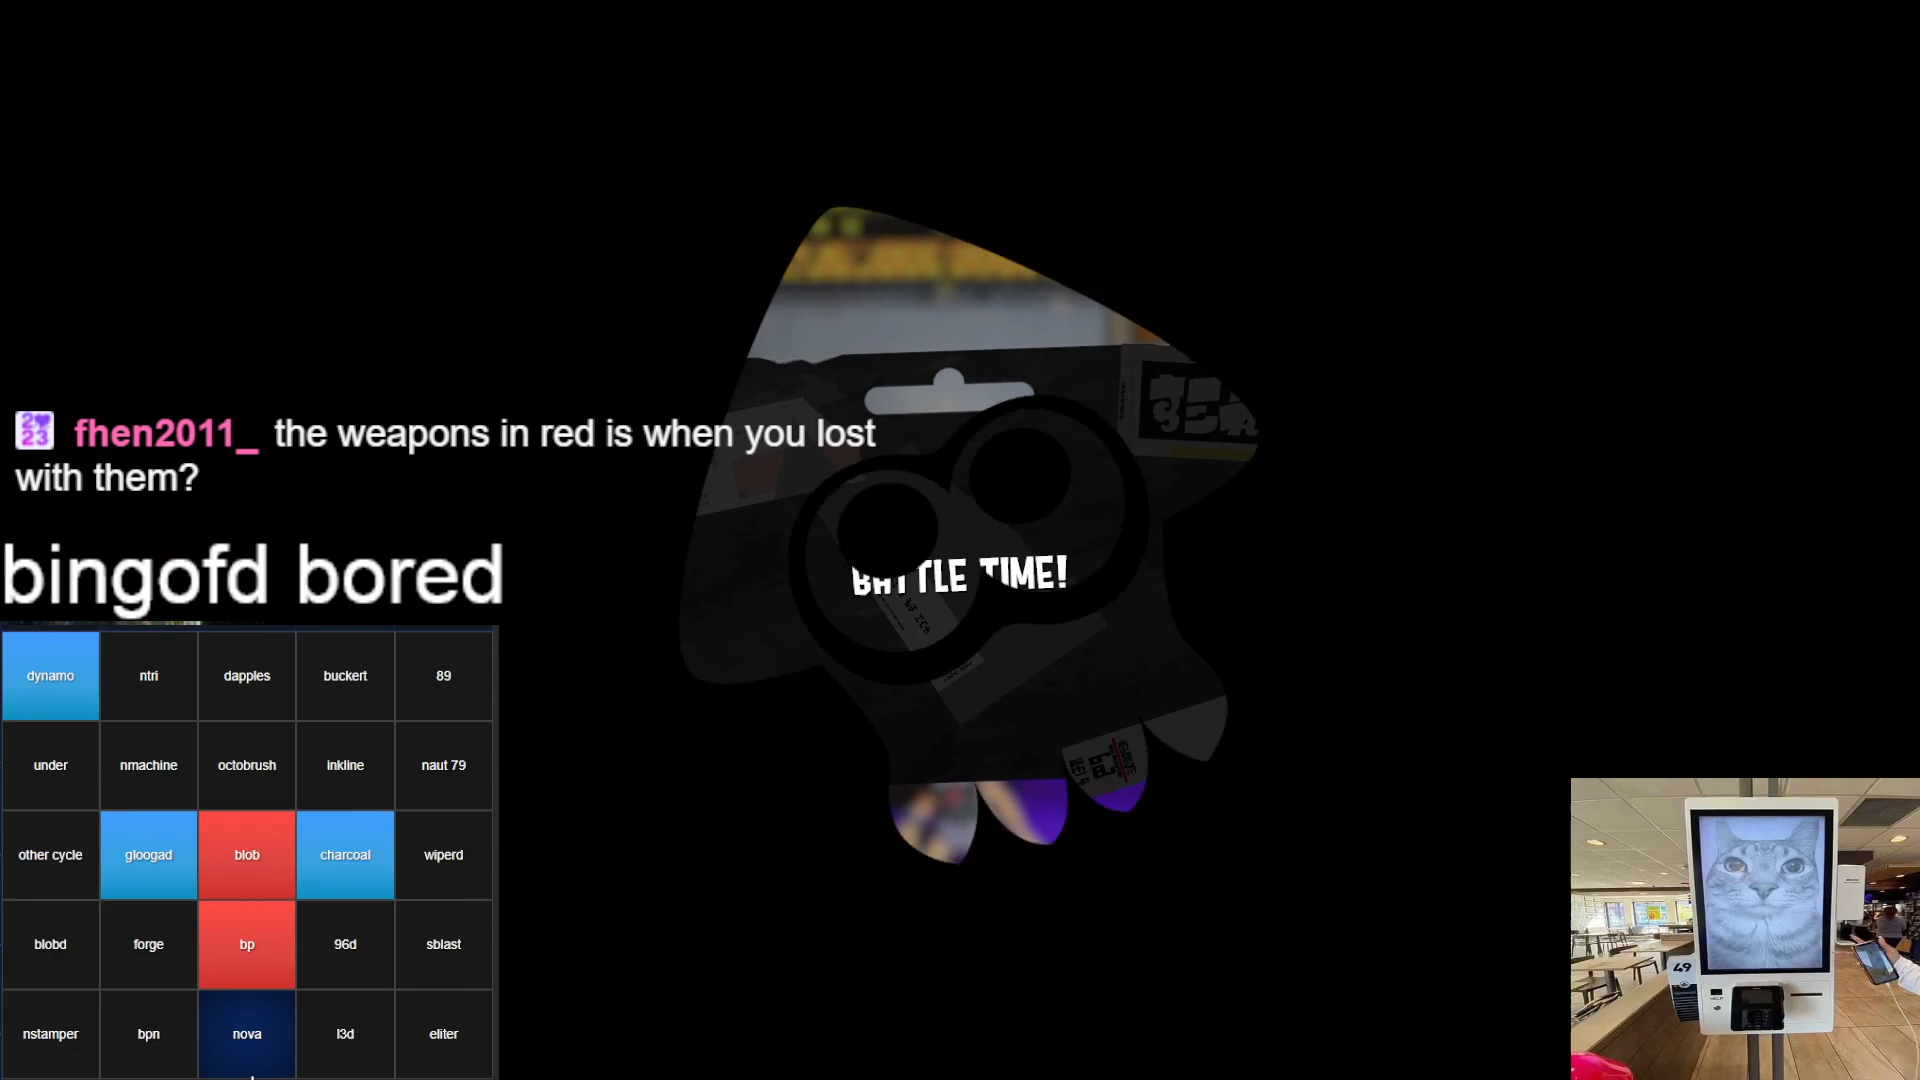 fhen2011_ the weapons in red is when you lost
with them?
bingofd bored
BATTLE TIME!
dynamo ntri dapples buckert 89
under nmachine octobrush inkline naut 79
other cycle gloogad blob charcoal wiperd
blobd forge bp 96d sblast
nstamper bpn nova l3d eliter
49
HELP